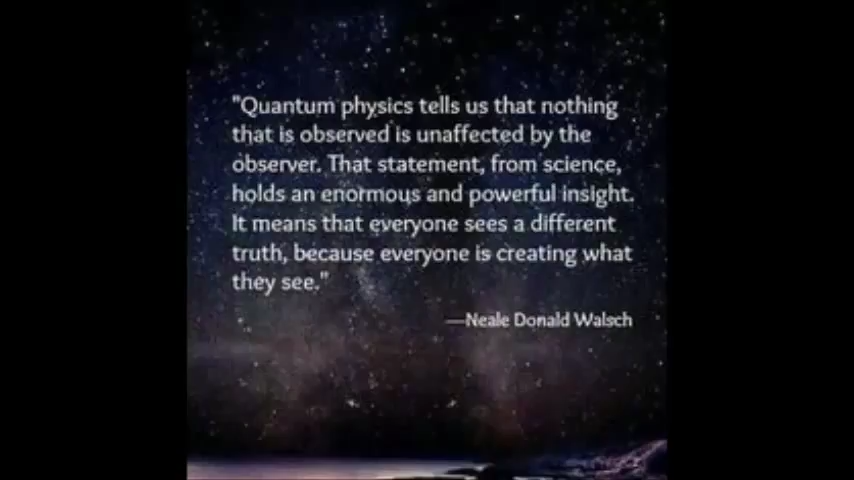 "Quantum physics tells us that nothing
that is observed is unaffected by the
observer. That statement, from science,
holds an enormous and powerful insight.
It means that everyone sees a different
truth, because everyone is creating what
they see."
—Neale Donald Walsch